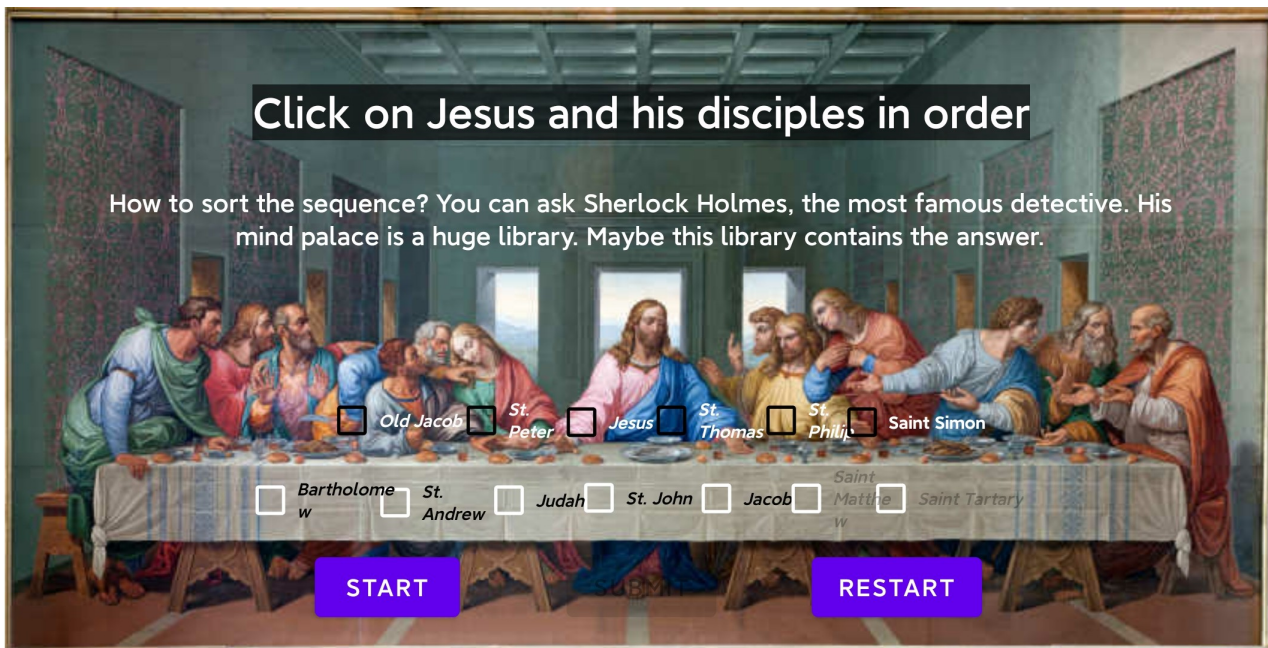 Click on Jesus and his disciples in order
How to sort the sequence? You can ask Sherlock Holmes, the most famous detective. His
mind palace is a huge library. Maybe this library contains the answer.
Old Jacob
St.
Peter
Jesus
St.
Thomas
St.
Philip
Saint Simon
Bartholome
w
St.
Andrew
Judah
St. John
Jacob
Saint
Matthe
w
Saint Tartary
START
SUBMIT
RESTART